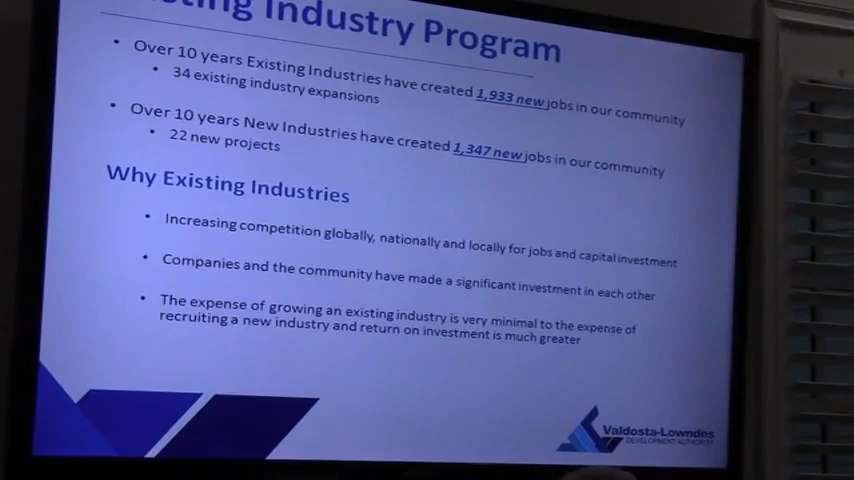 Industry Program
• Over 10 years Existing Industries have created 1,933 new jobs in our community
• 34 existing industry expansions
• Over 10 years New Industries have created 1,347 new jobs in our community
• 22 new projects
Why Existing Industries
• Increasing competition globally, nationally and locally for jobs and capital investment
• Companies and the community have made a significant investment in each other
• The expense of growing an existing industry is very minimal to the expense of
recruiting a new industry and return on investment is much greater
Valdosta-Lowndes
DEVELOPMENT AUTHORITY